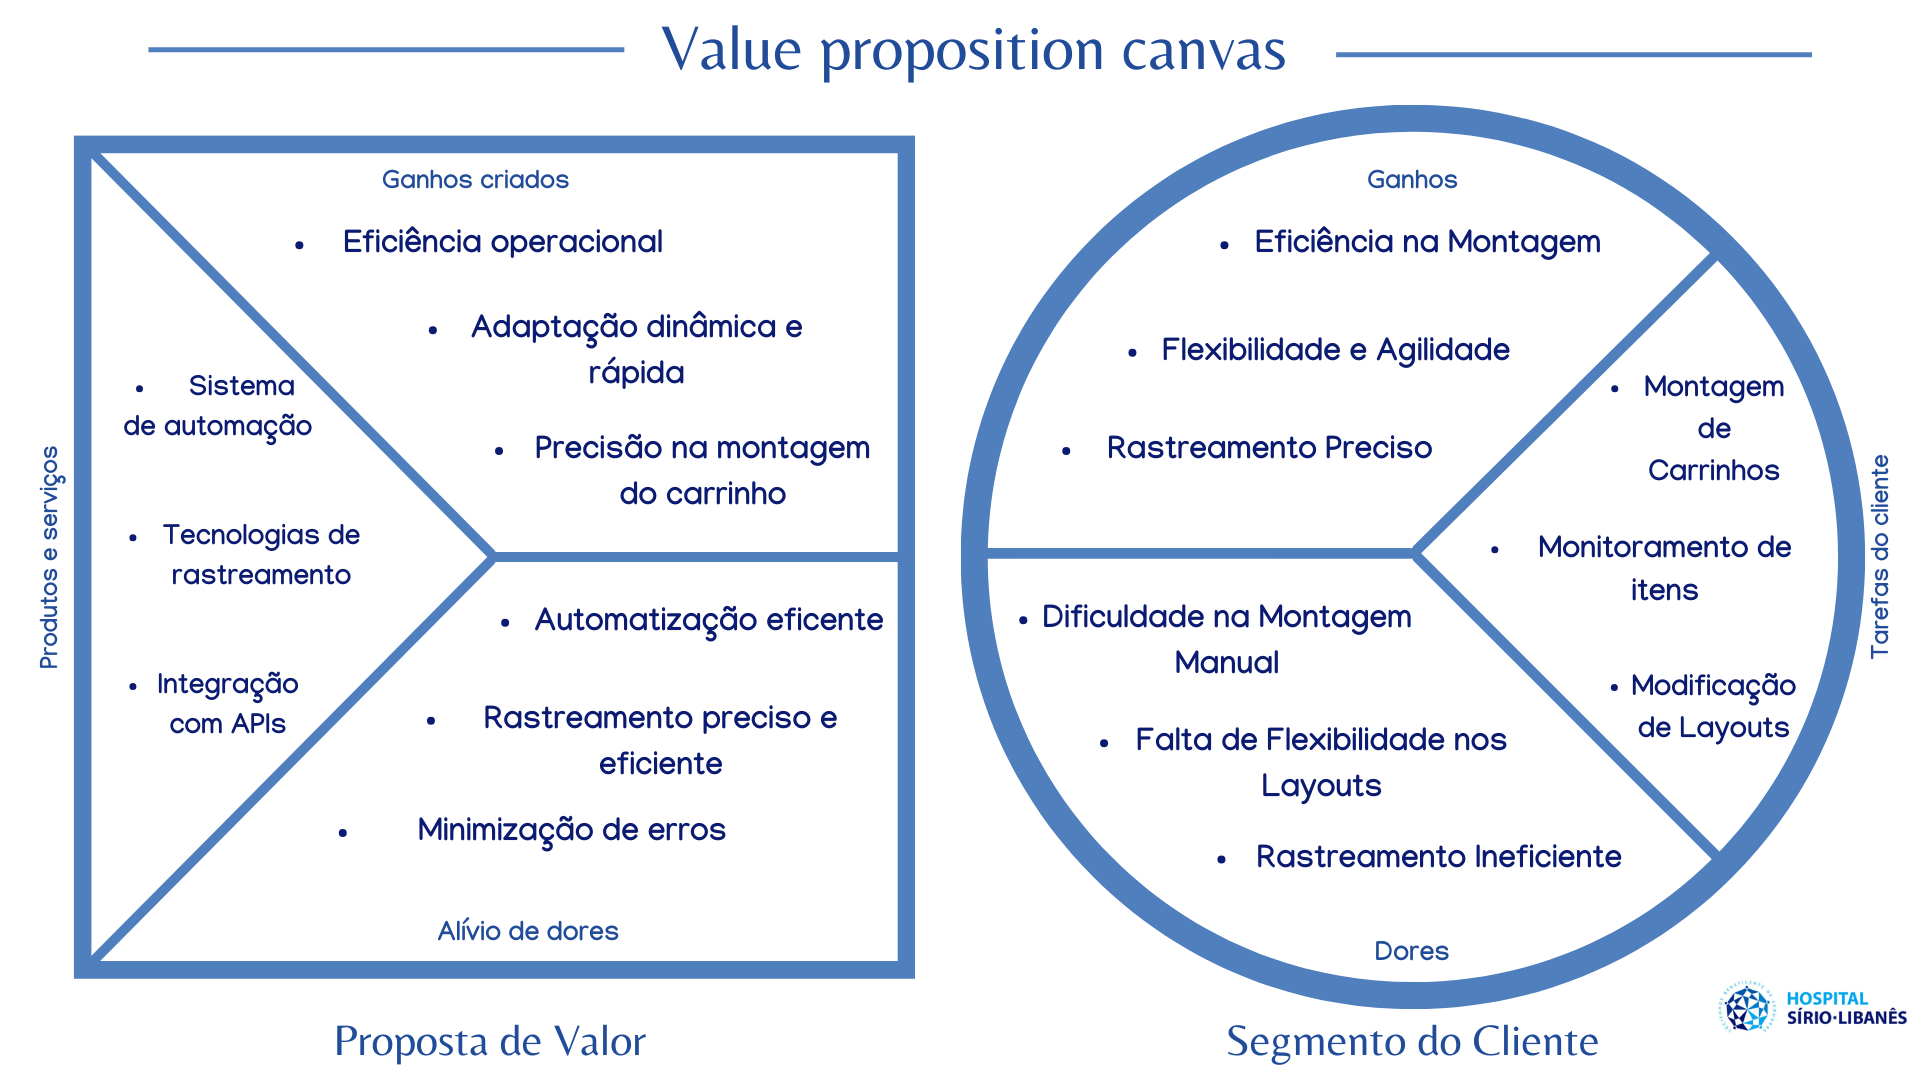 Value proposition canvas
Produtos e serviços
• Sistema
de automação
• Tecnologias de
rastreamento
• Integração
com APIs
Ganhos criados
• Eficiência operacional
• Adaptação dinâmica e
rápida
• Precisão na montagem
do carrinho
• Automatização eficente
• Rastreamento preciso e
eficiente
• Minimização de erros
Alívio de dores
Proposta de Valor
Ganhos
• Eficiência na Montagem
• Flexibilidade e Agilidade
• Rastreamento Preciso
• Montagem
de
Carrinhos
• Monitoramento de
itens
• Modificação
de Layouts
Tarefas do cliente
• Dificuldade na Montagem
Manual
• Falta de Flexibilidade nos
Layouts
• Rastreamento Ineficiente
Dores
Segmento do Cliente
HOSPITAL
SÍRIO•LIBANÊS